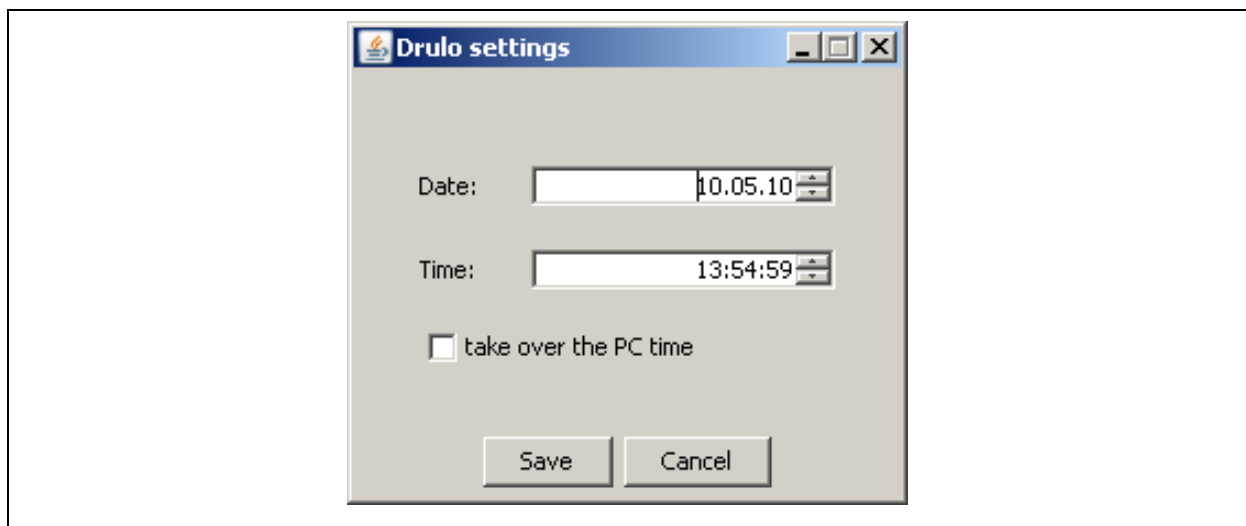 Drulo settings
Date: 10.05.10
Time: 13:54:59
take over the PC time
Save Cancel